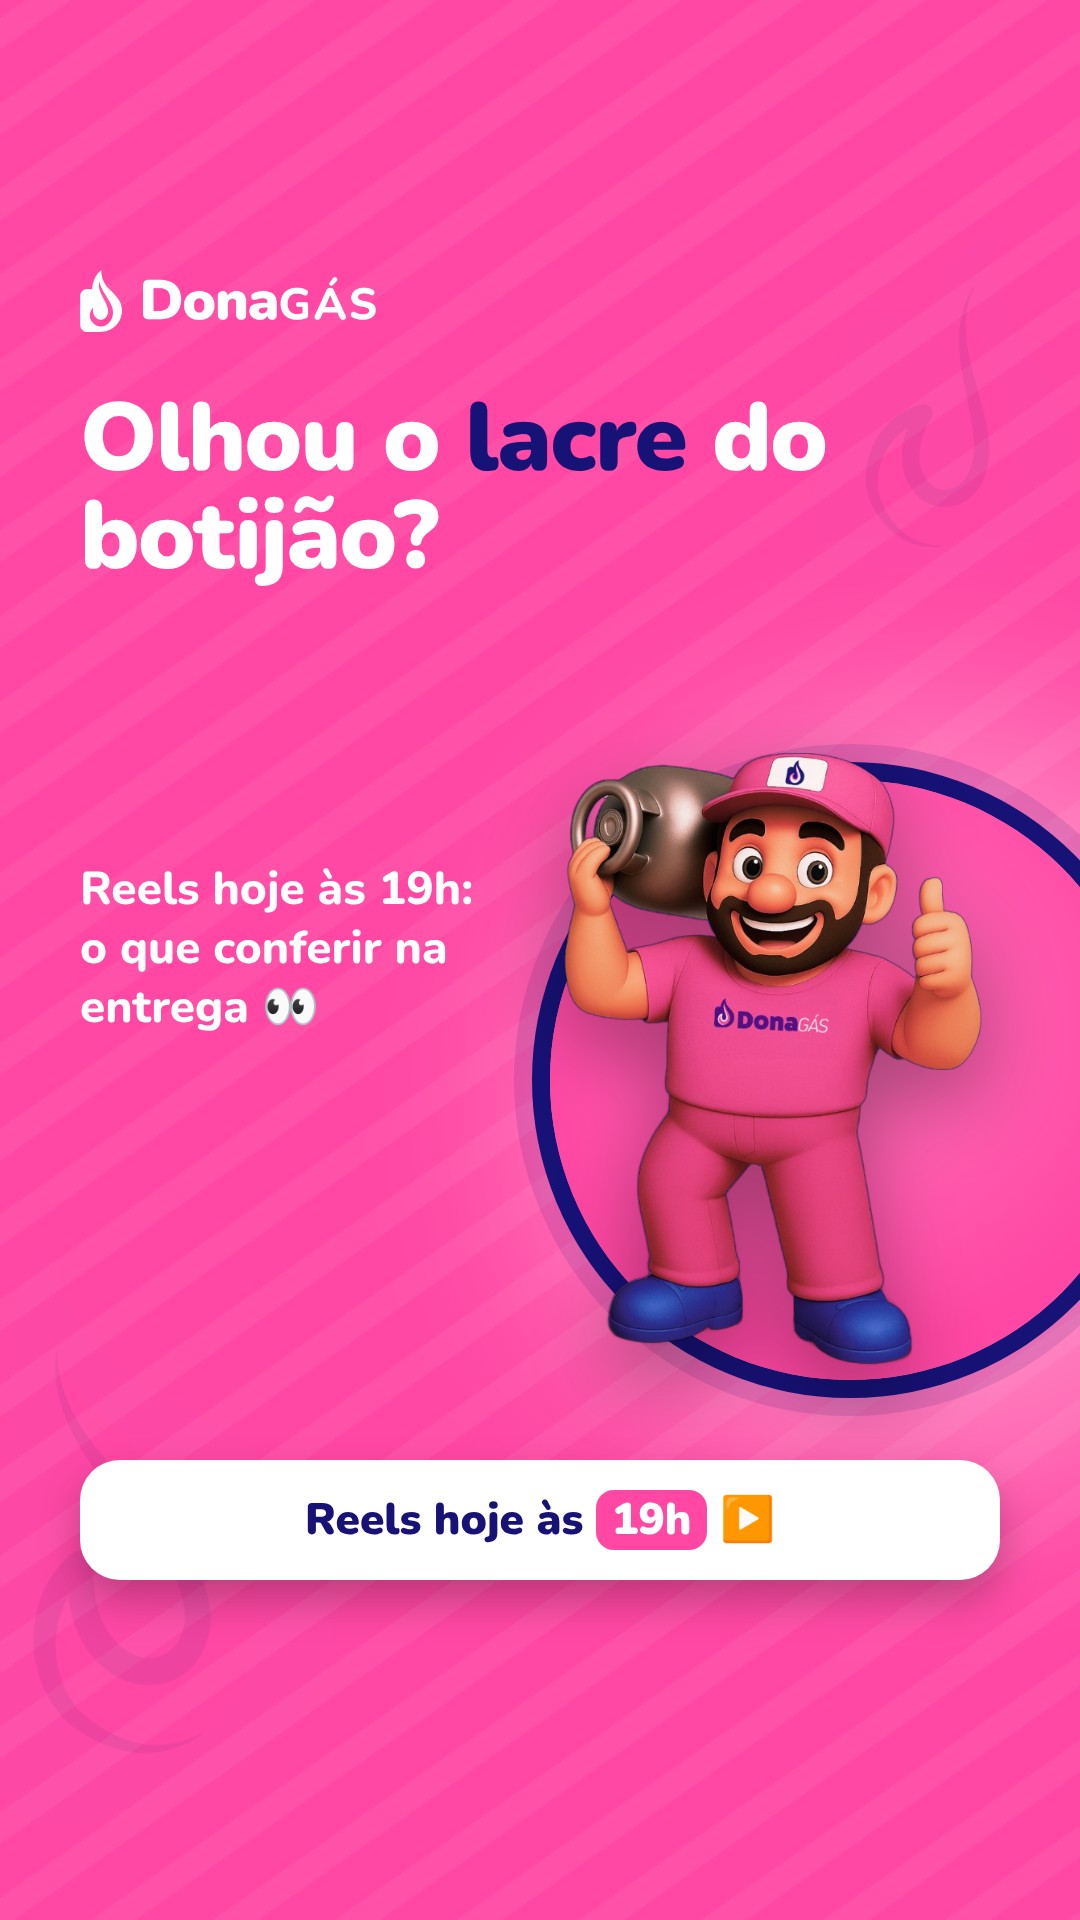 DonaGÁS
Olhou o lacre do
botijão?
Reels hoje às 19h:
o que conferir na
entrega 👀
DonaGÁS
Reels hoje às 19h ▶️